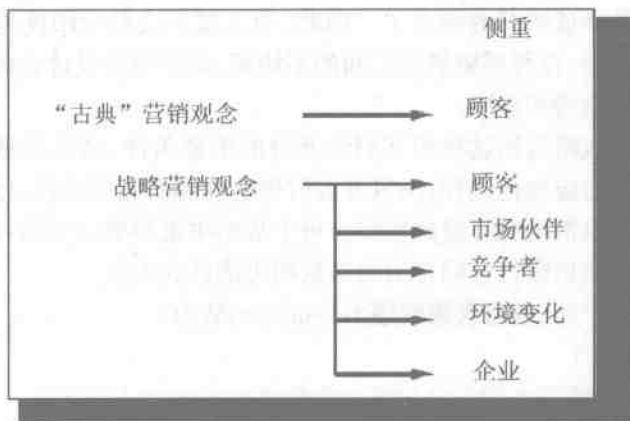 侧重
“古典”营销观念 顾客
战略营销观念 顾客
市场伙伴
竞争者
环境变化
企业